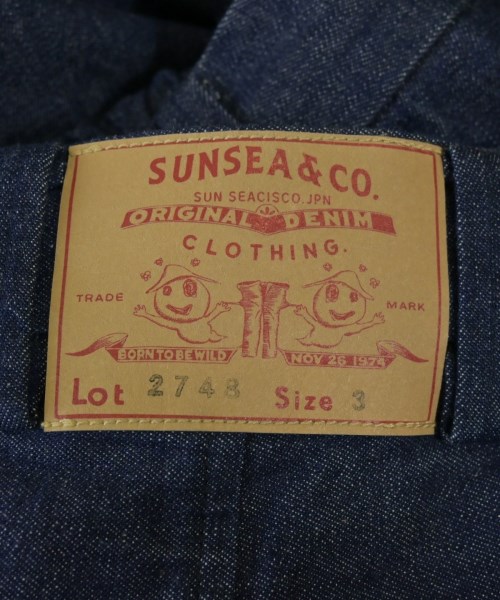 SUNSEA & CO.
SUN SEACISCO.JPN
ORIGINAL DENIM
CLOTHING.
TRADE MARK
BORN TO BE WILD NOV 26 1974
Lot 2748 Size 3